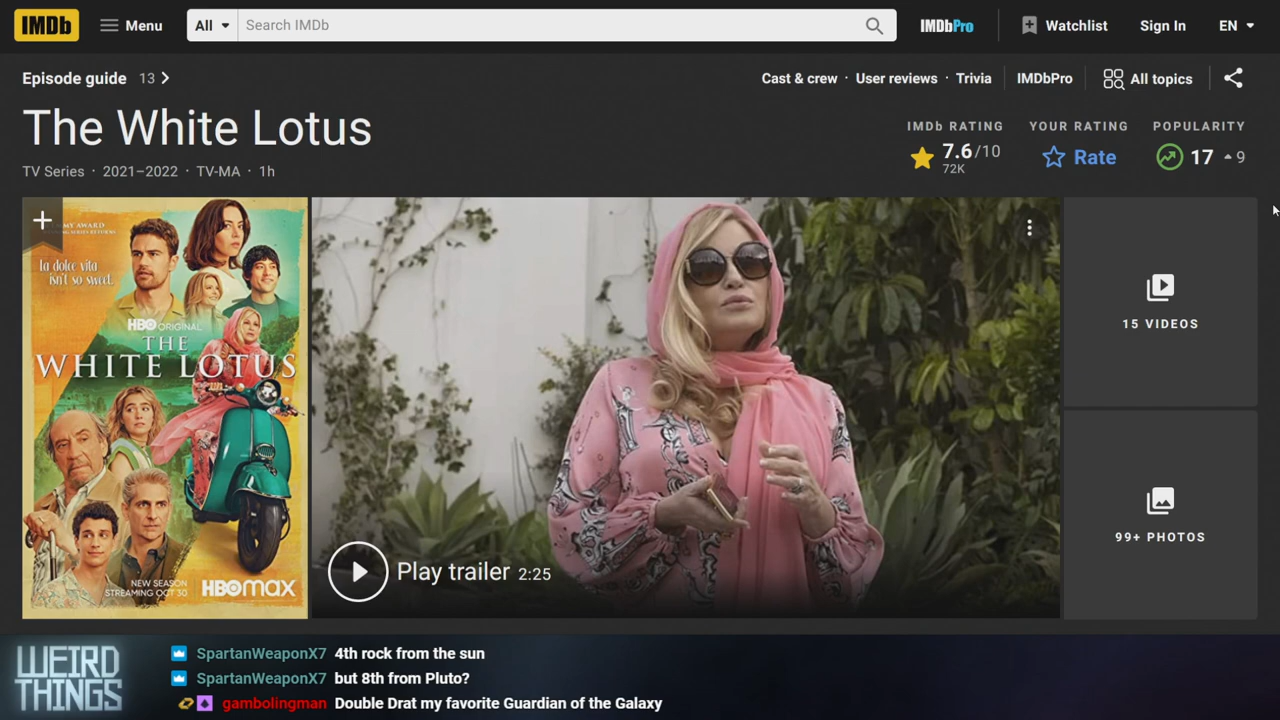 IMDb
Menu
All
Search IMDb
IMDbPro
Watchlist
Sign In
EN
Episode guide 13
Cast & crew · User reviews · Trivia
IMDbPro
All topics
The White Lotus
TV Series · 2021–2022 · TV-MA · 1h
IMDb RATING
7.6/10
72K
YOUR RATING
Rate
POPULARITY
17 9
la dolce vita
isn't so sweet.
HBO ORIGINAL
THE
WHITE LOTUS
NEW SEASON
STREAMING OCT 30
HBOMAX
Play trailer 2:25
15 VIDEOS
99+ PHOTOS
WEIRD
THINGS
SpartanWeaponX7 4th rock from the sun
SpartanWeaponX7 but 8th from Pluto?
gambolingman Double Drat my favorite Guardian of the Galaxy